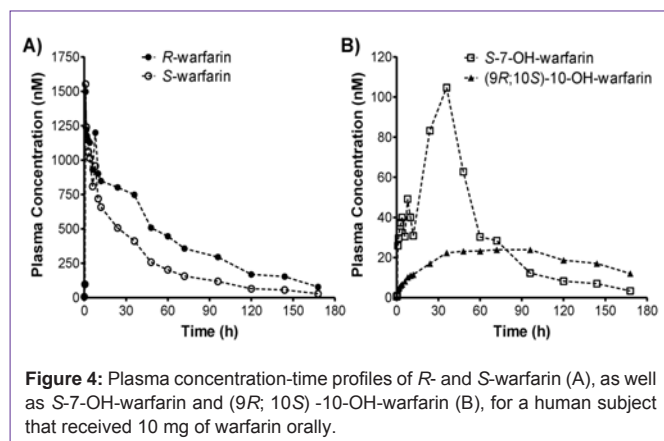 A)
R-warfarin
S-warfarin
Plasma Concentration (nM)
1750
1500
1250
1000
750
500
250
0
0 30 60 90 120 150 180
Time (h)
B)
S-7-OH-warfarin
(9R;10S)-10-OH-warfarin
Plasma Concentration (nM)
120
100
80
60
40
20
0
0 30 60 90 120 150 180
Time (h)
Figure 4: Plasma concentration-time profiles of R- and S-warfarin (A), as well
as S-7-OH-warfarin and (9R; 10S) -10-OH-warfarin (B), for a human subject
that received 10 mg of warfarin orally.